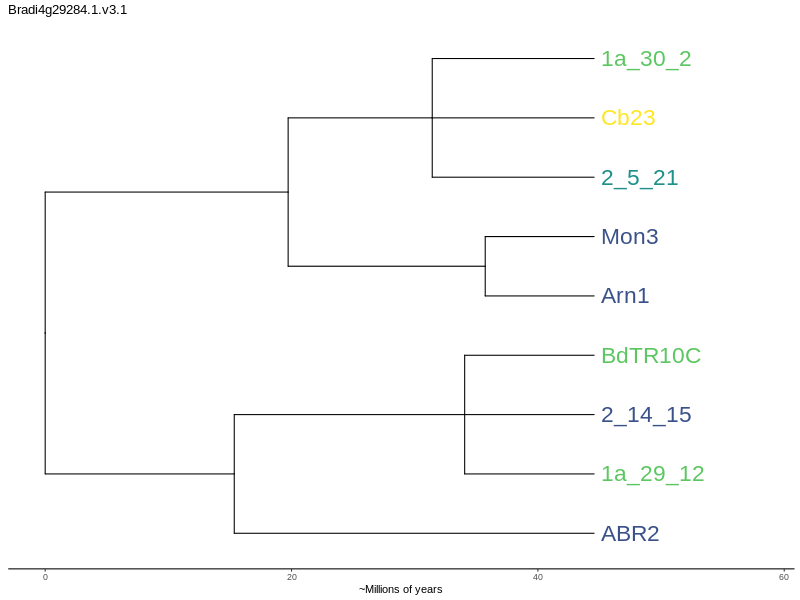 Bradi4g29284.1.v3.1
1a_30_2
Cb23
2_5_21
Mon3
Arn1
BdTR10C
2_14_15
1a_29_12
ABR2
0 20 40 60
~Millions of years